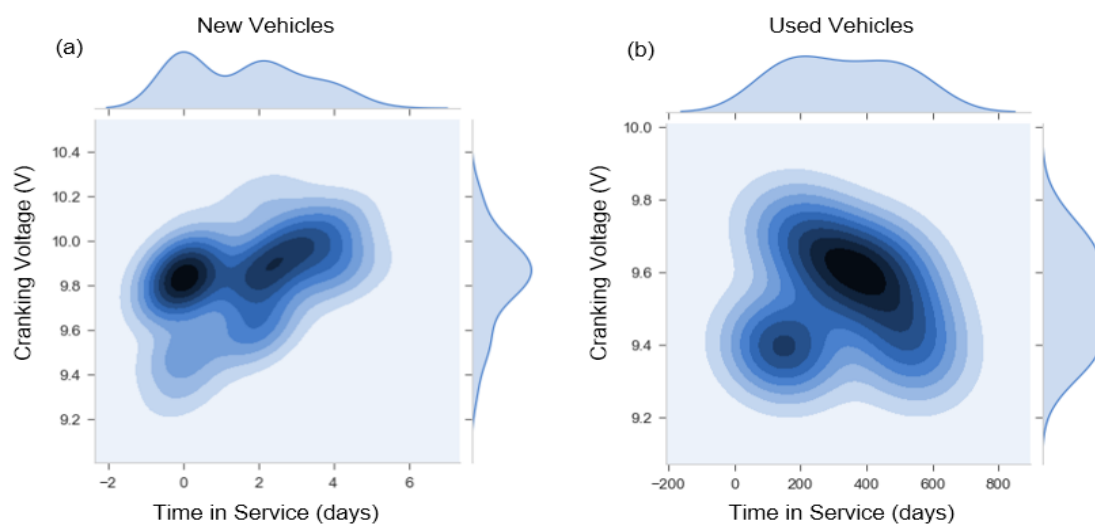 New Vehicles
(a)
Cranking Voltage (V)
10.4
10.2
10.0
9.8
9.6
9.4
9.2
−2
0
2
4
6
Time in Service (days)
Used Vehicles
(b)
Cranking Voltage (V)
10.0
9.8
9.6
9.4
9.2
−200
0
200
400
600
800
Time in Service (days)